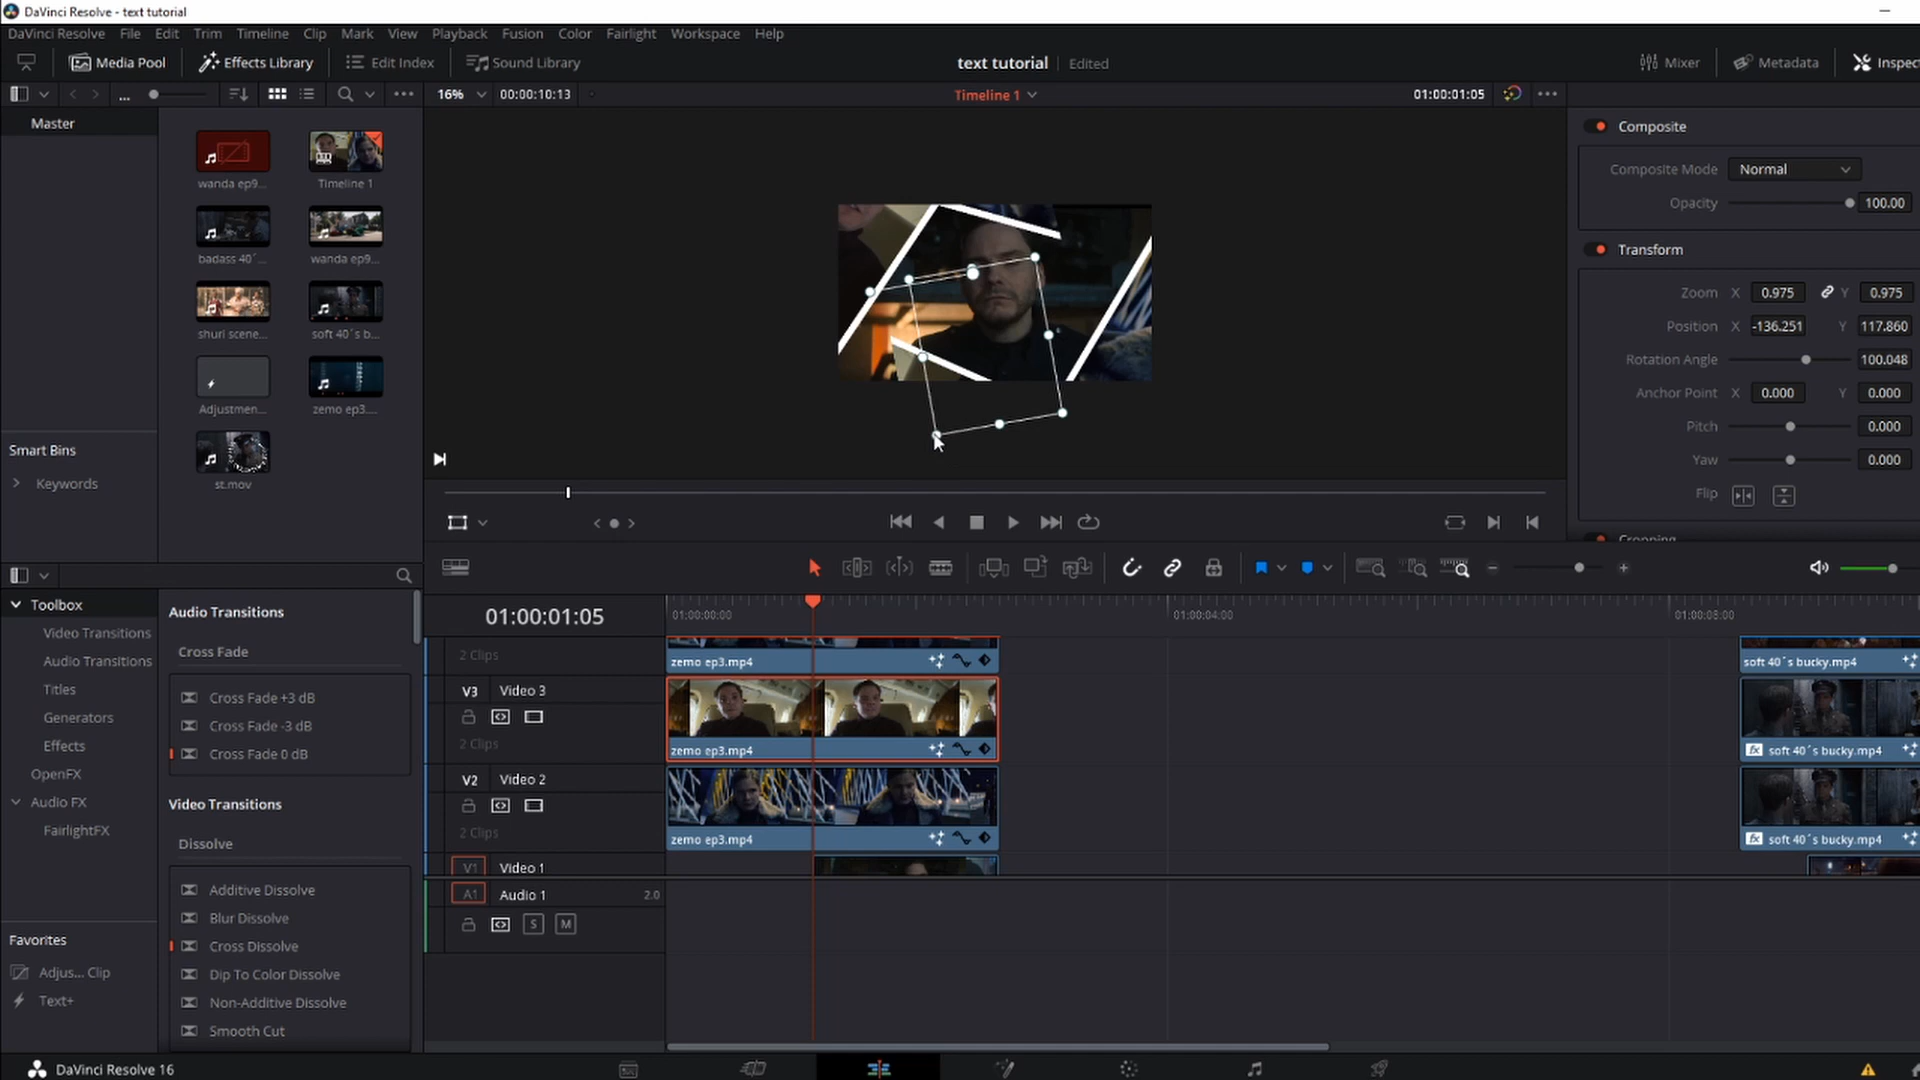 DaVinci Resolve - text tutorial
DaVinci Resolve File Edit Trim Timeline Clip Mark View Playback Fusion Color Fairlight Workspace Help
Media Pool Effects Library Edit Index Sound Library text tutorial Edited Mixer Metadata Inspec
... 16% 00:00:10:13 Timeline 1 01:00:01:05
Master
wanda ep9... Timeline 1
badass 40´... wanda ep9...
shuri scene... soft 40´s b...
Adjustmen... zemo ep3....
st.mov
Smart Bins
Keywords
Composite
Composite Mode Normal
Opacity 100.00
Transform
Zoom X 0.975 Y 0.975
Position X -136.251 Y 117.860
Rotation Angle 100.048
Anchor Point X 0.000 Y 0.000
Pitch 0.000
Yaw 0.000
Flip
Cropping
Toolbox
Video Transitions
Audio Transitions
Titles
Generators
Effects
OpenFX
Audio FX
FairlightFX
Favorites
Adjus... Clip
Text+
Audio Transitions
Cross Fade
Cross Fade +3 dB
Cross Fade -3 dB
Cross Fade 0 dB
Video Transitions
Dissolve
Additive Dissolve
Blur Dissolve
Cross Dissolve
Dip To Color Dissolve
Non-Additive Dissolve
Smooth Cut
01:00:01:05 01:00:00:00 01:00:04:00 01:00:08:00
2 Clips zemo ep3.mp4 soft 40´s bucky.mp4
V3 Video 3
2 Clips zemo ep3.mp4 fx soft 40´s bucky.mp4
V2 Video 2
2 Clips zemo ep3.mp4 fx soft 40´s bucky.mp4
V1 Video 1
A1 Audio 1 2.0
S M
DaVinci Resolve 16